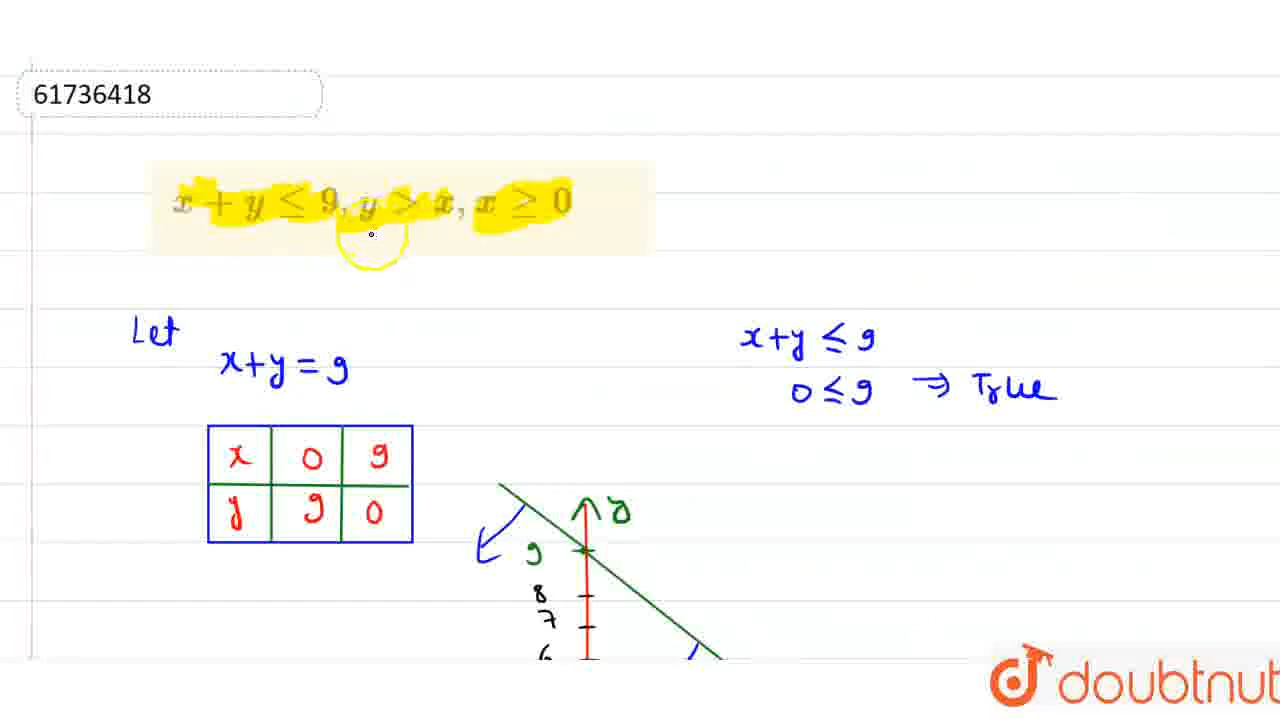 61736418
x + y ≤ 9, y > x, x ≥ 0
Let
x+y = 9
x+y ≤ 9
0 ≤ 9 ⇒ True
x 0 9
y 9 0
y
9
8
7
6
doubtnut